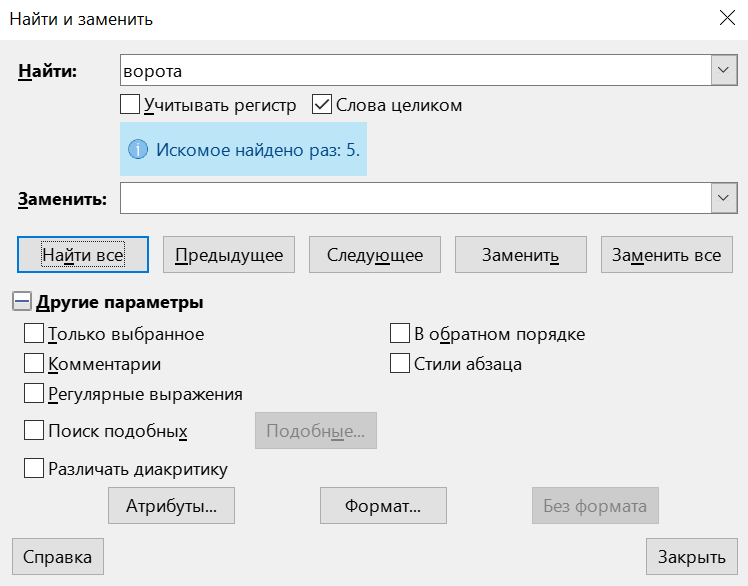 Найти и заменить
Найти: ворота
Учитывать регистр Слова целиком
Искомое найдено раз: 5.
Заменить:
Найти все Предыдущее Следующее Заменить Заменить все
Другие параметры
Только выбранное В обратном порядке
Комментарии Стили абзаца
Регулярные выражения
Поиск подобных Подобные...
Различать диакритику
Атрибуты... Формат... Без формата
Справка Закрыть